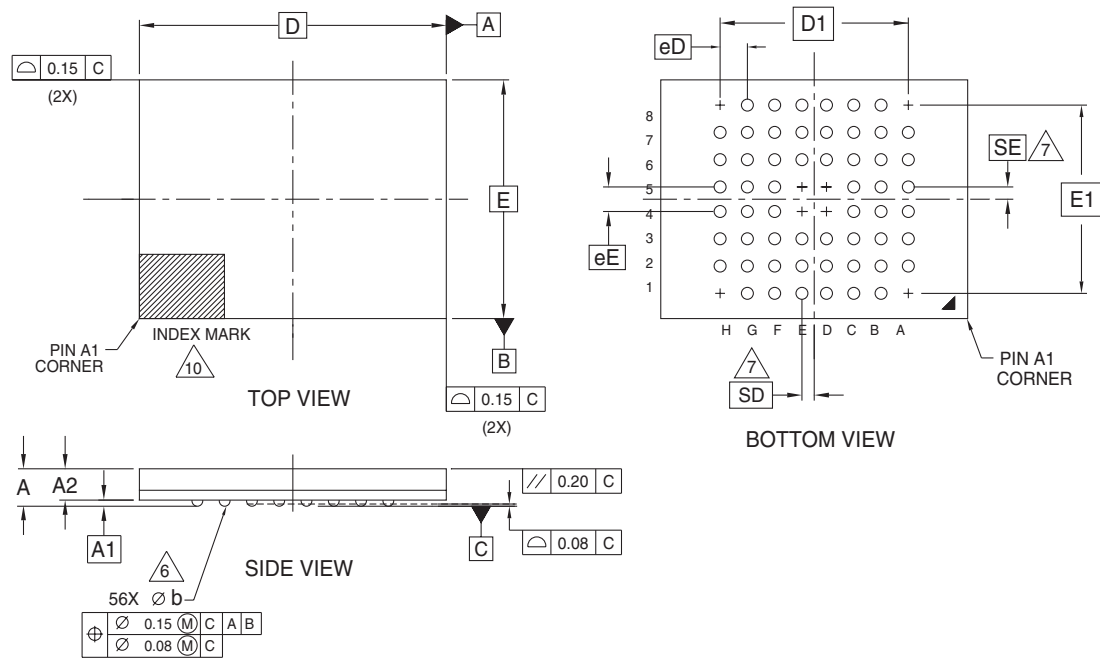 D
A
⌓ 0.15 C
(2X)
E
PIN A1
CORNER
INDEX MARK
10
B
TOP VIEW
⌓ 0.15 C
(2X)
D1
eD
8
7
6
5
4
3
2
1
SE 7
E1
eE
H G F E D C B A
7
SD
PIN A1
CORNER
BOTTOM VIEW
A
A2
A1
// 0.20 C
C
⌓ 0.08 C
6
SIDE VIEW
56X Ø b
⌖ Ø 0.15 Ⓜ C A B
Ø 0.08 Ⓜ C